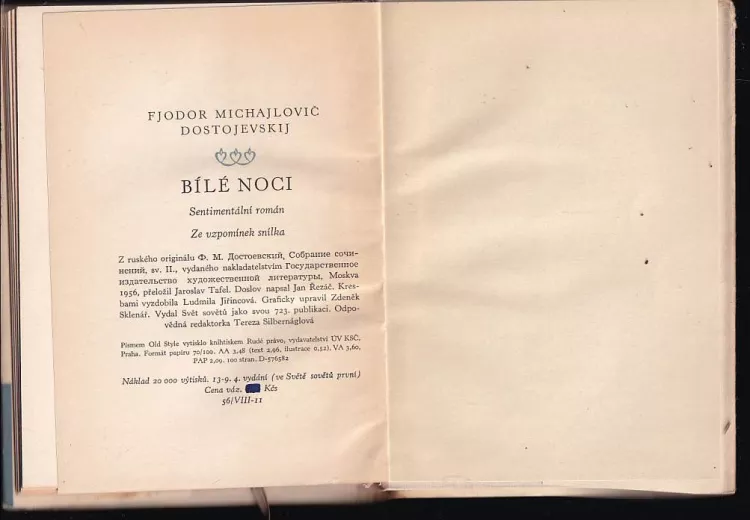 FJODOR MICHAJLOVIČ
DOSTOJEVSKIJ
BÍLÉ NOCI
Sentimentální román
Ze vzpomínek snílka
Z ruského originálu Ф. М. Достоевский, Собрание сочи-
нений, sv. II., vydaného nakladatelstvím Государственное
издательство художественной литературы, Moskva
1956, přeložil Jaroslav Tafel. Doslov napsal Jan Řezáč. Kres-
bami vyzdobila Ludmila Jiřincová. Graficky upravil Zdeněk
Sklenář. Vydal Svět sovětů jako svou 723. publikaci. Odpo-
vědná redaktorka Tereza Silbernáglová
Písmem Old Style vytisklo knihtiskem Rudé právo, vydavatelství ÚV KSČ,
Praha. Formát papíru 70/100. AA 3,48 (text 2,96, ilustrace 0,52). VA 3,60,
PAP 2,09. 100 stran. D-576582
Náklad 20 000 výtisků. 13-9. 4. vydání (ve Světě sovětů první)
Cena váz. Kčs
56/VIII-11